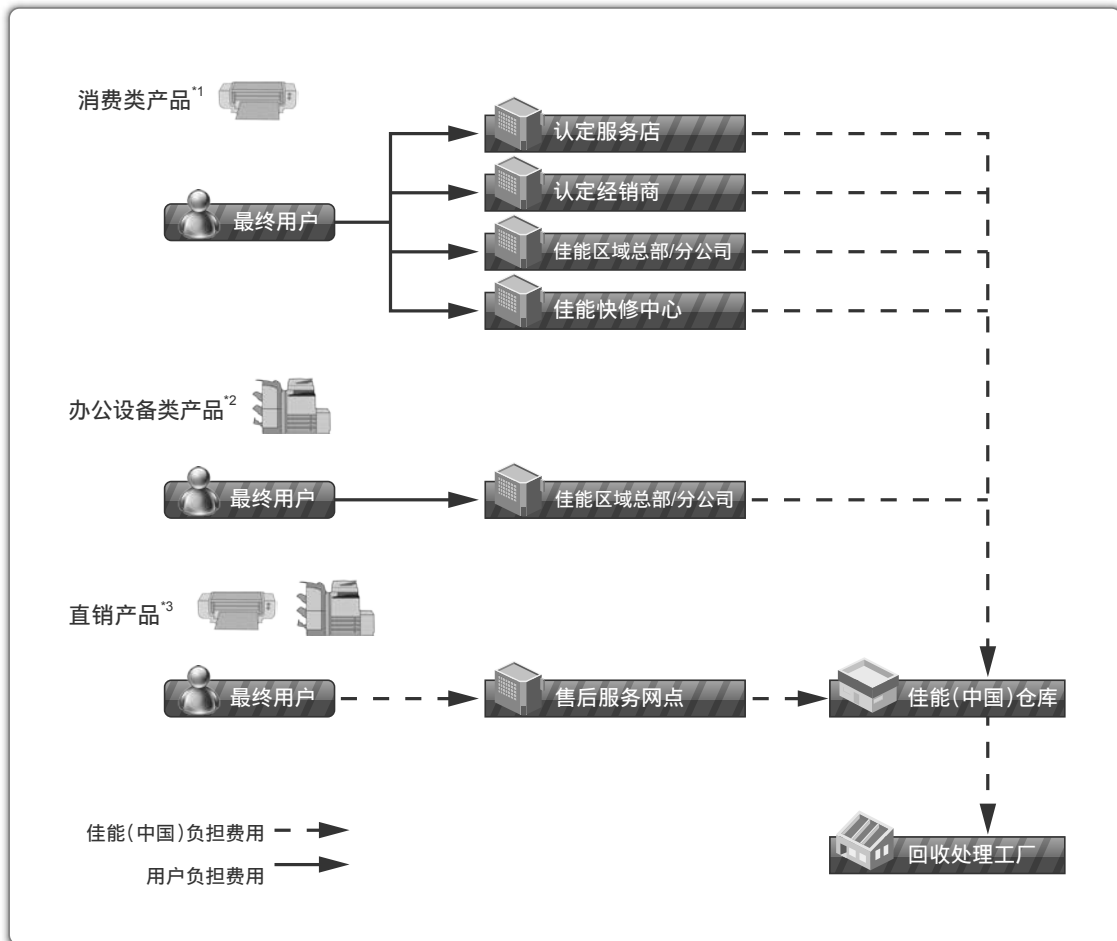 消费类产品*1
认定服务店
认定经销商
最终用户
佳能区域总部/分公司
佳能快修中心
办公设备类产品*2
最终用户
佳能区域总部/分公司
直销产品*3
最终用户
售后服务网点
佳能(中国)仓库
佳能(中国)负担费用
回收处理工厂
用户负担费用